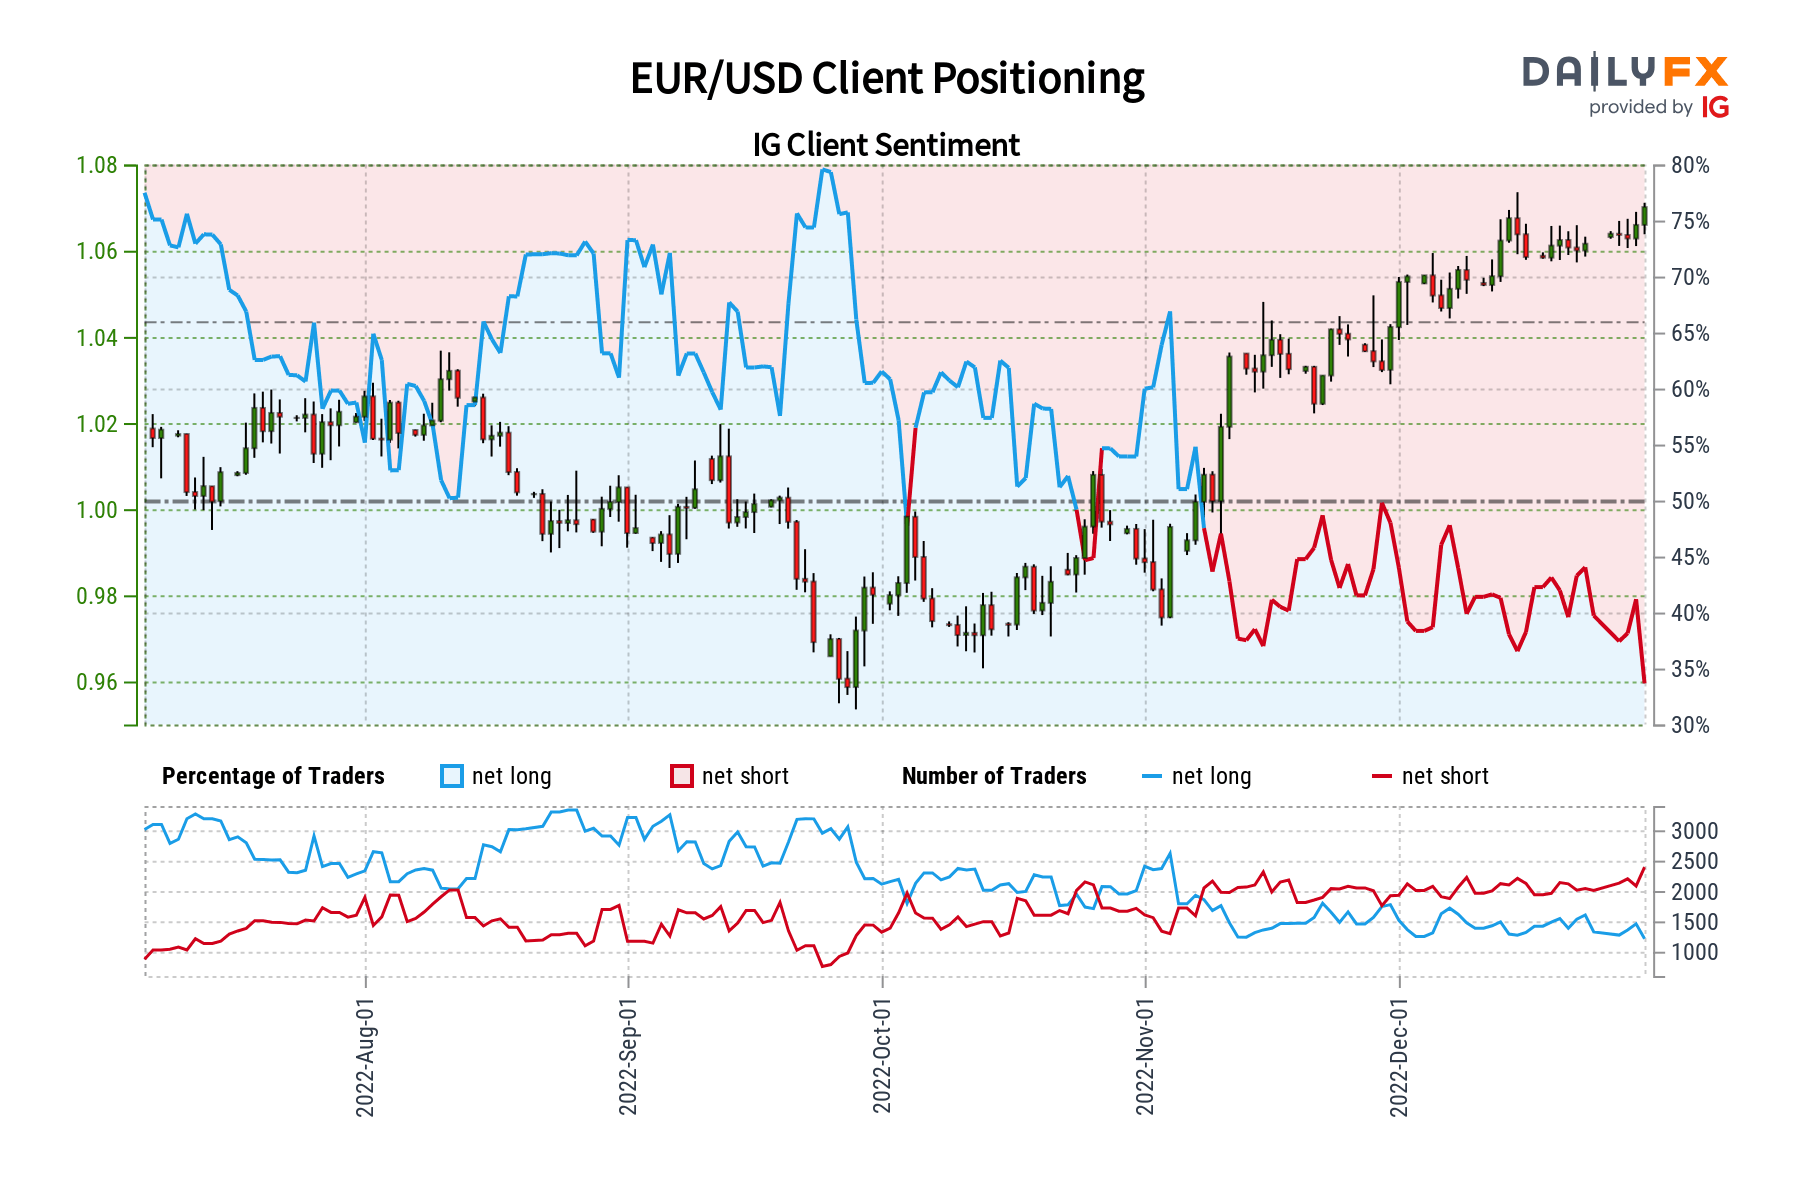 EUR/USD Client Positioning
DAILYFX
provided by IG
IG Client Sentiment
1.08
1.06
1.04
1.02
1.00
0.98
0.96
80%
75%
70%
65%
60%
55%
50%
45%
40%
35%
30%
Percentage of Traders net long net short Number of Traders net long net short
3000
2500
2000
1500
1000
2022-Aug-01
2022-Sep-01
2022-Oct-01
2022-Nov-01
2022-Dec-01